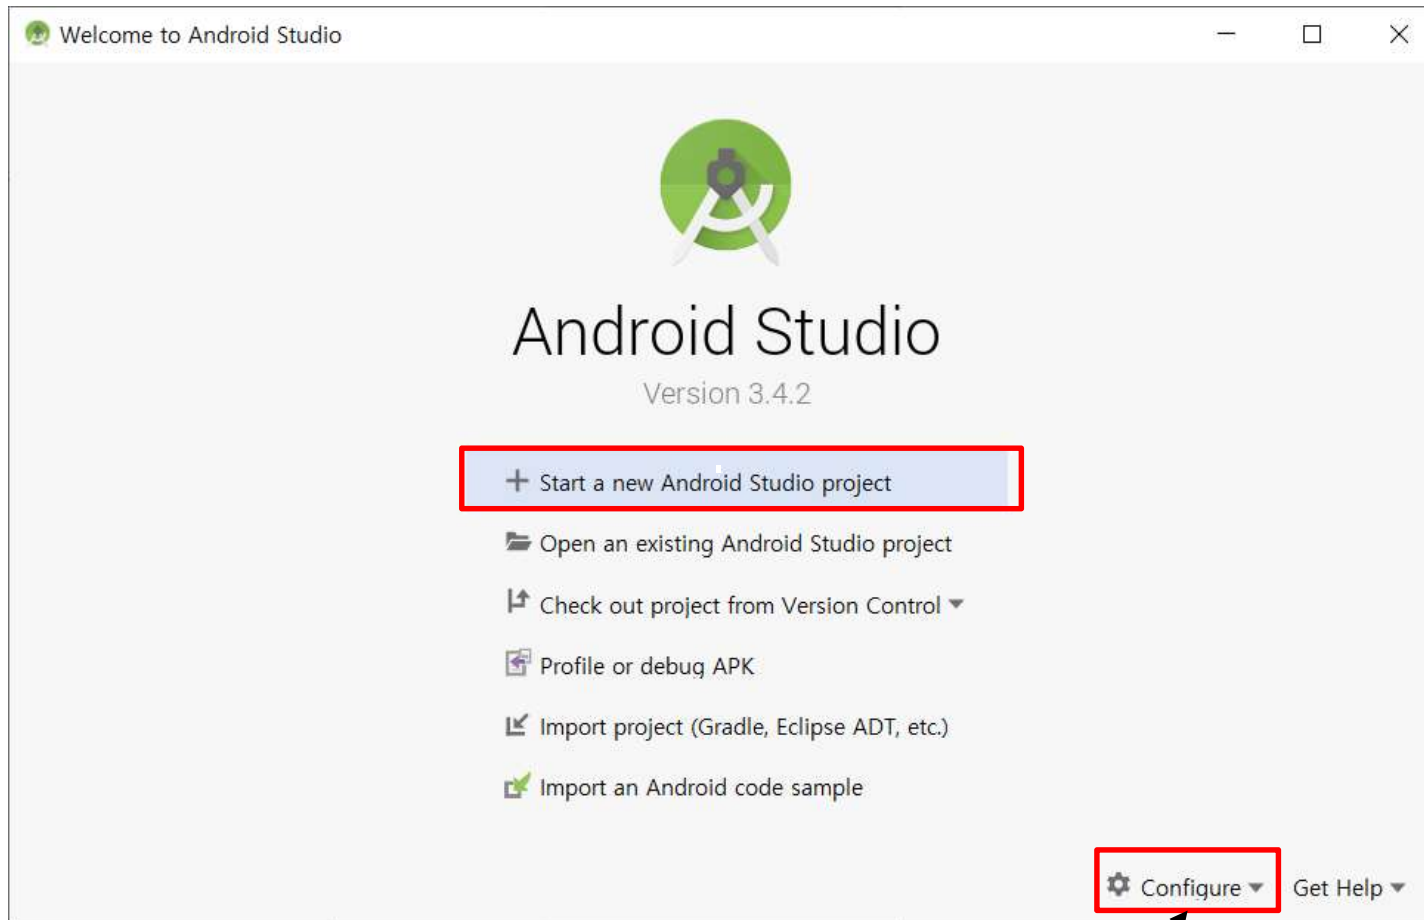 Welcome to Android Studio
Android Studio
Version 3.4.2
Start a new Android Studio project
Open an existing Android Studio project
Check out project from Version Control
Profile or debug APK
Import project (Gradle, Eclipse ADT, etc.)
Import an Android code sample
Configure Get Help